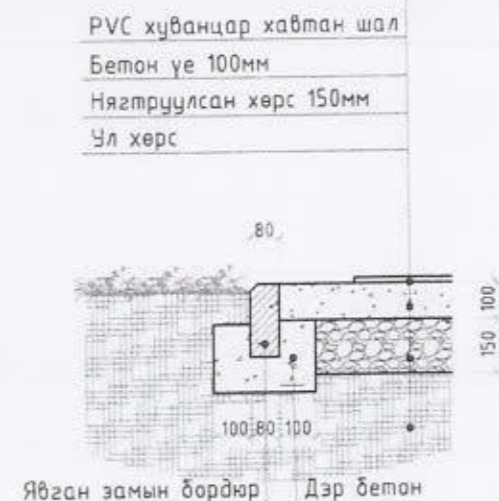 PVC хуванцар хавтан шал
Бетон үе 100мм
Нягтруулсан хөрс 150мм
Ул хөрс
80
100
150
100 80 100
Явган замын бордюр
Дэр бетон